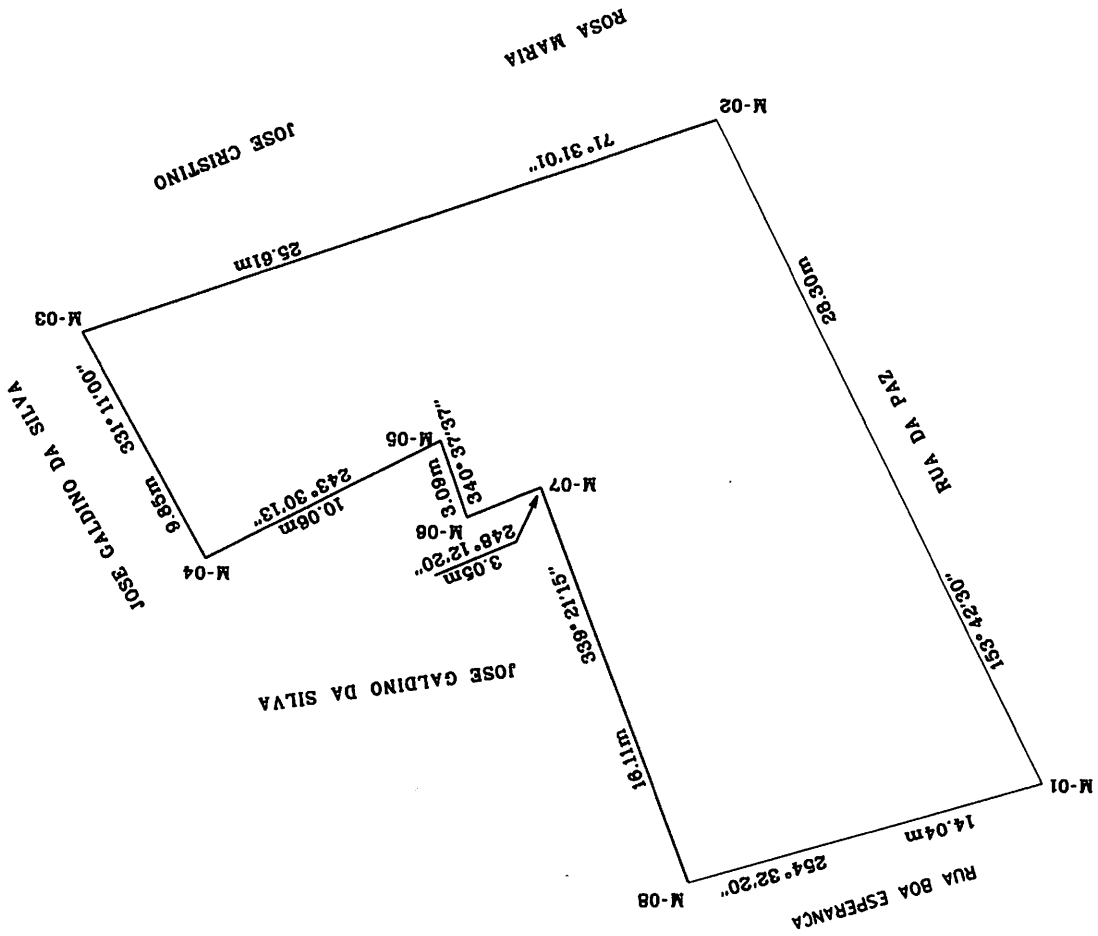 RUA BOA ESPERANCA
M-08
254°32'20"
14.04m
M-01
153°42'30"
28.30m
RUA DA PAZ
M-02
71°31'01"
25.61m
ROSA MARIA
JOSE CRISTINO
M-03
331°11'00"
9.85m
JOSE GALDINO DA SILVA
M-04
243°30'13"
10.06m
M-05
340°37'37"
3.09m
M-06
248°12'20"
3.05m
M-07
339°21'15"
16.11m
JOSE GALDINO DA SILVA